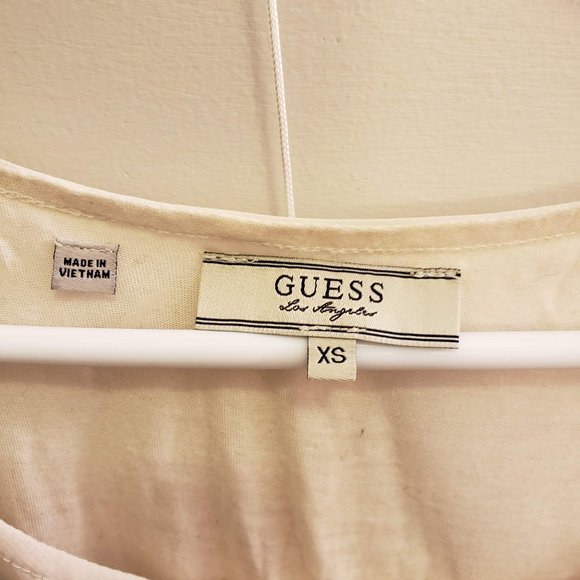 MADE IN
VIETNAM
GUESS
Los Angeles
XS